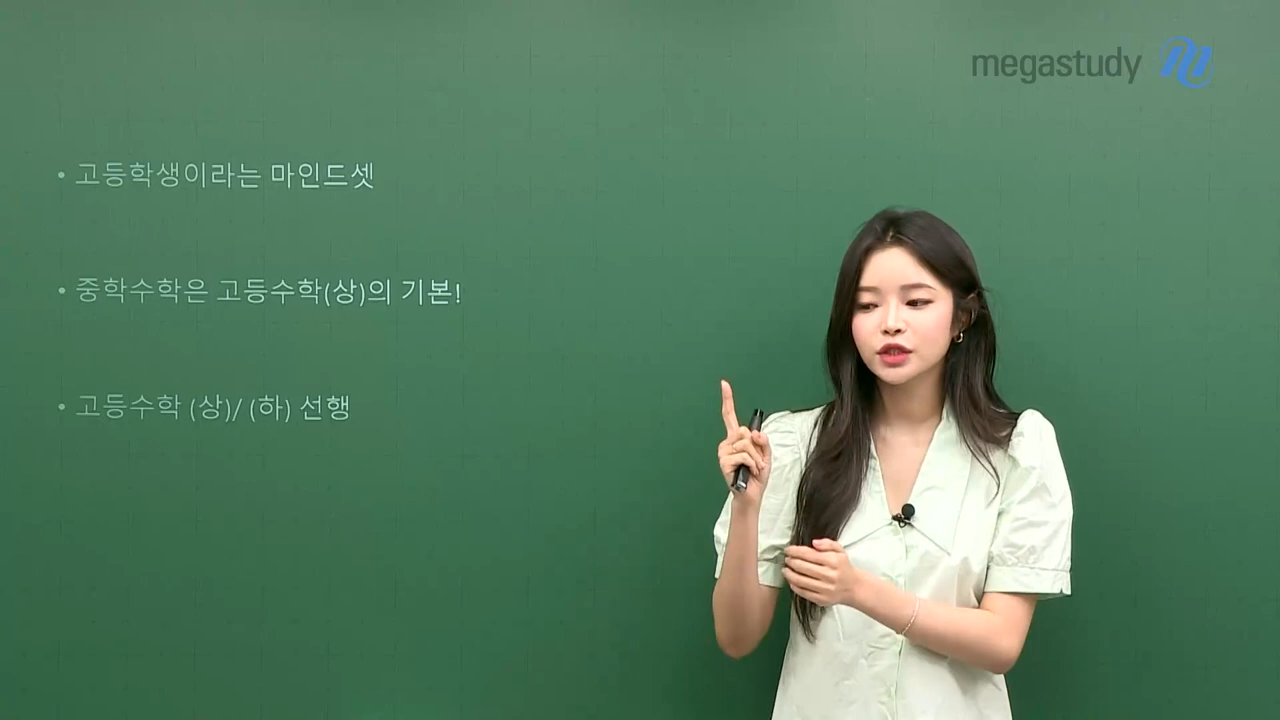 megastudy
• 고등학생이라는 마인드셋
• 중학수학은 고등수학(상)의 기본!
• 고등수학 (상)/ (하) 선행